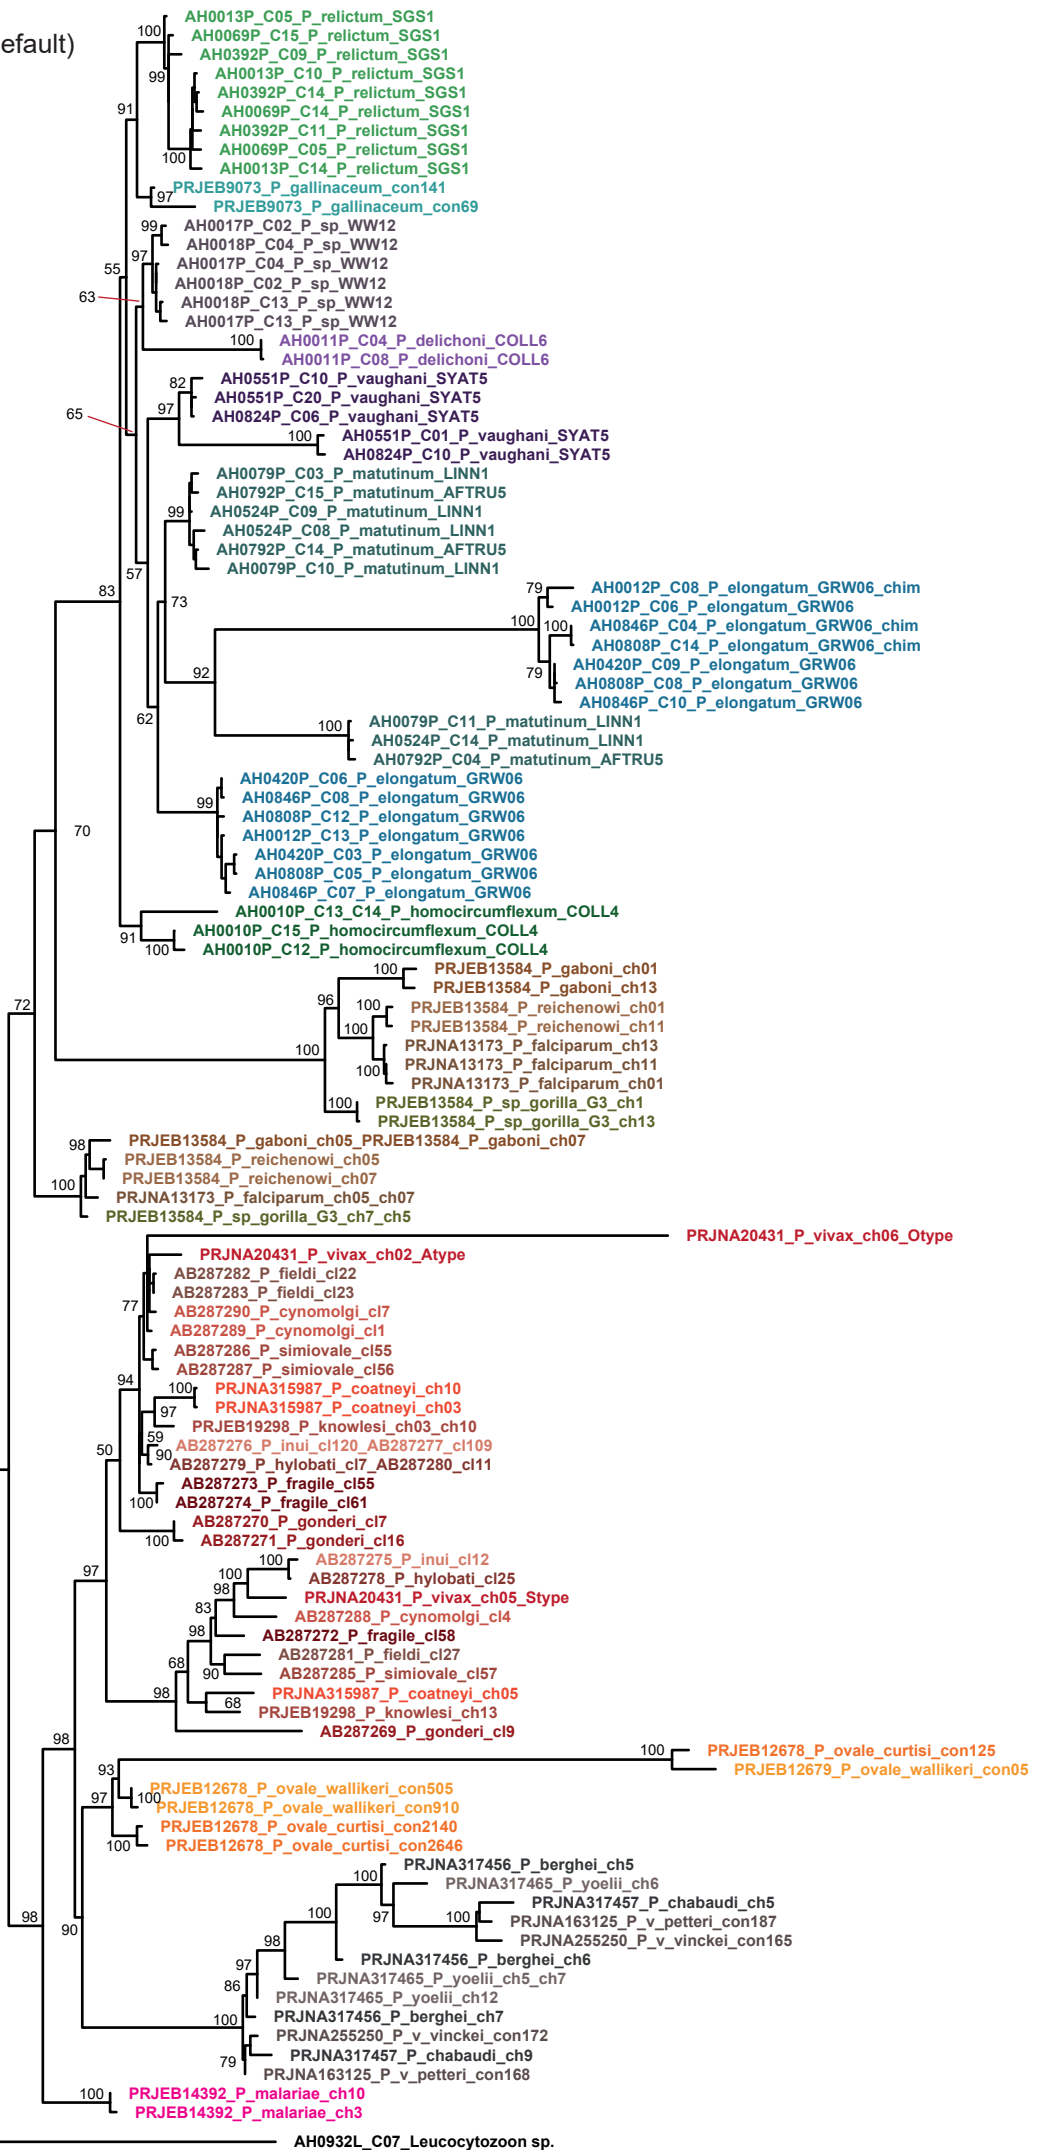 efault)
AH0013P_C05_P_relictum_SGS1
100
AH0069P_C15_P_relictum_SGS1
AH0392P_C09_P_relictum_SGS1
99
AH0013P_C10_P_relictum_SGS1
AH0392P_C14_P_relictum_SGS1
91
AH0069P_C14_P_relictum_SGS1
AH0392P_C11_P_relictum_SGS1
AH0069P_C05_P_relictum_SGS1
100
AH0013P_C14_P_relictum_SGS1
PRJEB9073_P_gallinaceum_con141
97
PRJEB9073_P_gallinaceum_con69
99
AH0017P_C02_P_sp_WW12
AH0018P_C04_P_sp_WW12
97
AH0017P_C04_P_sp_WW12
55
AH0018P_C02_P_sp_WW12
63
AH0018P_C13_P_sp_WW12
AH0017P_C13_P_sp_WW12
100
AH0011P_C04_P_delichoni_COLL6
AH0011P_C08_P_delichoni_COLL6
82
AH0551P_C10_P_vaughani_SYAT5
AH0551P_C20_P_vaughani_SYAT5
65
97
AH0824P_C06_P_vaughani_SYAT5
100
AH0551P_C01_P_vaughani_SYAT5
AH0824P_C10_P_vaughani_SYAT5
AH0079P_C03_P_matutinum_LINN1
AH0792P_C15_P_matutinum_AFTRU5
99
AH0524P_C09_P_matutinum_LINN1
AH0524P_C08_P_matutinum_LINN1
AH0792P_C14_P_matutinum_AFTRU5
57
AH0079P_C10_P_matutinum_LINN1
83
79
AH0012P_C08_P_elongatum_GRW06_chim
73
AH0012P_C06_P_elongatum_GRW06
100
100
AH0846P_C04_P_elongatum_GRW06_chim
AH0808P_C14_P_elongatum_GRW06_chim
92
79
AH0420P_C09_P_elongatum_GRW06
AH0808P_C08_P_elongatum_GRW06
AH0846P_C10_P_elongatum_GRW06
62
100
AH0079P_C11_P_matutinum_LINN1
AH0524P_C14_P_matutinum_LINN1
AH0792P_C04_P_matutinum_AFTRU5
AH0420P_C06_P_elongatum_GRW06
99
AH0846P_C08_P_elongatum_GRW06
AH0808P_C12_P_elongatum_GRW06
70
AH0012P_C13_P_elongatum_GRW06
AH0420P_C03_P_elongatum_GRW06
AH0808P_C05_P_elongatum_GRW06
AH0846P_C07_P_elongatum_GRW06
AH0010P_C13_C14_P_homocircumflexum_COLL4
91
AH0010P_C15_P_homocircumflexum_COLL4
100
AH0010P_C12_P_homocircumflexum_COLL4
100
PRJEB13584_P_gaboni_ch01
PRJEB13584_P_gaboni_ch13
72
96
100
PRJEB13584_P_reichenowi_ch01
100
PRJEB13584_P_reichenowi_ch11
100
PRJNA13173_P_falciparum_ch13
PRJNA13173_P_falciparum_ch11
100
PRJNA13173_P_falciparum_ch01
100
PRJEB13584_P_sp_gorilla_G3_ch1
PRJEB13584_P_sp_gorilla_G3_ch13
98
PRJEB13584_P_gaboni_ch05_PRJEB13584_P_gaboni_ch07
PRJEB13584_P_reichenowi_ch05
100
PRJEB13584_P_reichenowi_ch07
PRJNA13173_P_falciparum_ch05_ch07
PRJEB13584_P_sp_gorilla_G3_ch7_ch5
PRJNA20431_P_vivax_ch06_Otype
PRJNA20431_P_vivax_ch02_Atype
AB287282_P_fieldi_cl22
AB287283_P_fieldi_cl23
77
AB287290_P_cynomolgi_cl7
AB287289_P_cynomolgi_cl1
AB287286_P_simiovale_cl55
AB287287_P_simiovale_cl56
94
100
PRJNA315987_P_coatneyi_ch10
97
PRJNA315987_P_coatneyi_ch03
PRJEB19298_P_knowlesi_ch03_ch10
50
59
AB287276_P_inui_cl120_AB287277_cl109
90
AB287279_P_hylobati_cl7_AB287280_cl11
AB287273_P_fragile_cl55
100
AB287274_P_fragile_cl61
AB287270_P_gonderi_cl7
100
AB287271_P_gonderi_cl16
100
AB287275_P_inui_cl12
97
100
AB287278_P_hylobati_cl25
98
PRJNA20431_P_vivax_ch05_Stype
83
AB287288_P_cynomolgi_cl4
98
AB287272_P_fragile_cl58
AB287281_P_fieldi_cl27
68
90
AB287285_P_simiovale_cl57
98
PRJNA315987_P_coatneyi_ch05
68
PRJEB19298_P_knowlesi_ch13
AB287269_P_gonderi_cl9
98
100
PRJEB12678_P_ovale_curtisi_con125
93
PRJEB12679_P_ovale_wallikeri_con05
PRJEB12678_P_ovale_wallikeri_con505
97
100
PRJEB12678_P_ovale_wallikeri_con910
PRJEB12678_P_ovale_curtisi_con2140
100
PRJEB12678_P_ovale_curtisi_con2646
PRJNA317456_P_berghei_ch5
100
PRJNA317465_P_yoelii_ch6
PRJNA317457_P_chabaudi_ch5
98
100
97
100
PRJNA163125_P_v_petteri_con187
90
PRJNA255250_P_v_vinckei_con165
98
PRJNA317456_P_berghei_ch6
97
PRJNA317465_P_yoelii_ch5_ch7
86
PRJNA317465_P_yoelii_ch12
100
PRJNA317456_P_berghei_ch7
PRJNA255250_P_v_vinckei_con172
79
PRJNA317457_P_chabaudi_ch9
PRJNA163125_P_v_petteri_con168
100
PRJEB14392_P_malariae_ch10
PRJEB14392_P_malariae_ch3
AH0932L_C07_Leucocytozoon sp.